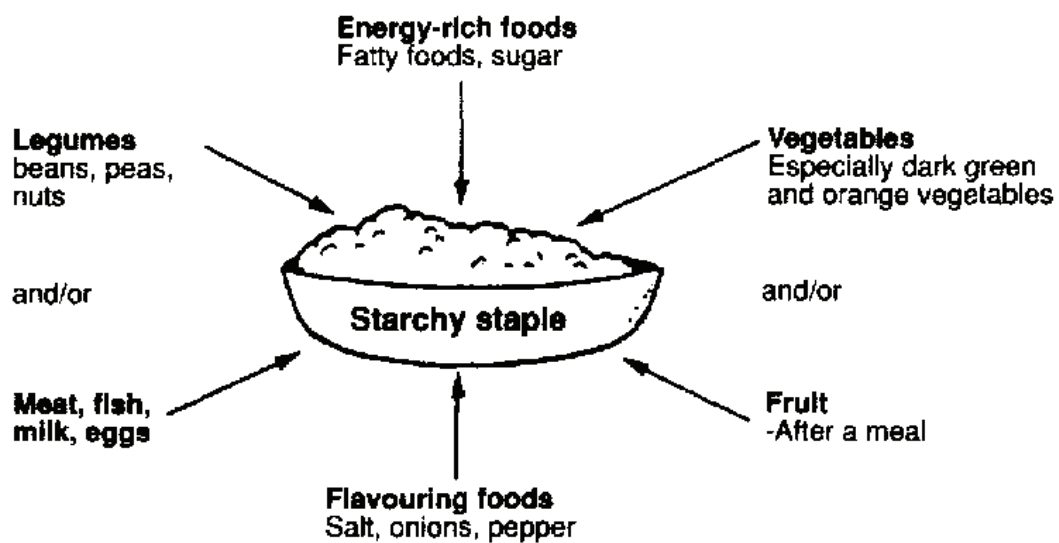 Energy-rich foods
Fatty foods, sugar
Legumes
beans, peas,
nuts
Vegetables
Especially dark green
and orange vegetables
and/or
and/or
Starchy staple
Meat, fish,
milk, eggs
Fruit
-After a meal
Flavouring foods
Salt, onions, pepper